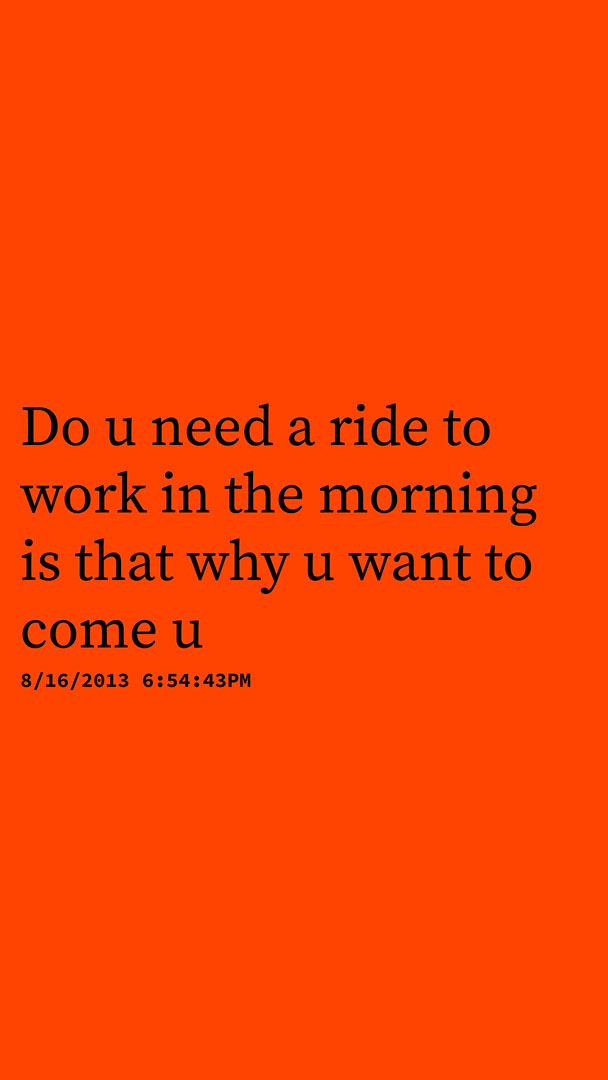 Do u need a ride to
work in the morning
is that why u want to
come u
8/16/2013 6:54:43PM